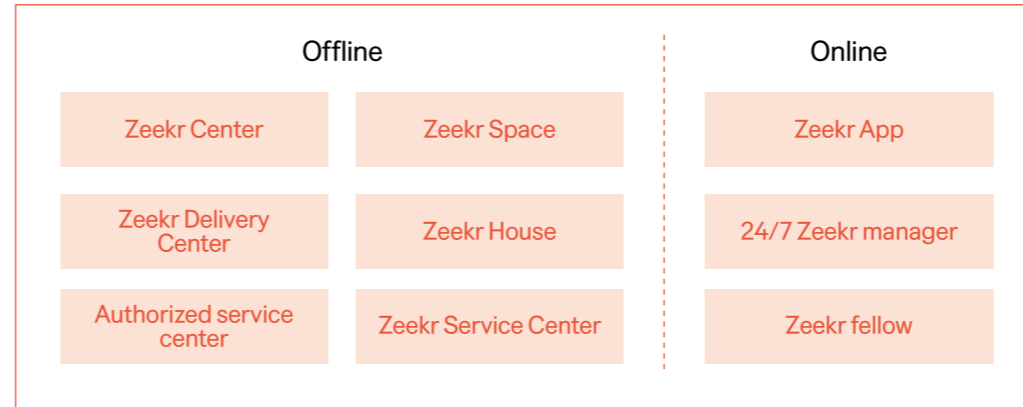 Offline
Online
Zeekr Center
Zeekr Space
Zeekr App
Zeekr Delivery
Center
Zeekr House
24/7 Zeekr manager
Authorized service
center
Zeekr Service Center
Zeekr fellow